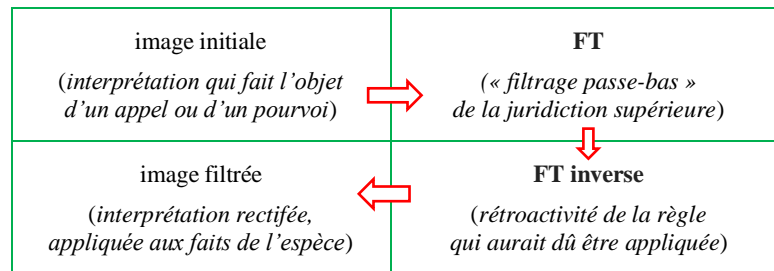 image initiale
(interprétation qui fait l’objet
d’un appel ou d’un pourvoi)
FT
(« filtrage passe-bas »
de la juridiction supérieure)
image filtrée
(interprétation rectifée,
appliquée aux faits de l’espèce)
FT inverse
(rétroactivité de la règle
qui aurait dû être appliquée)